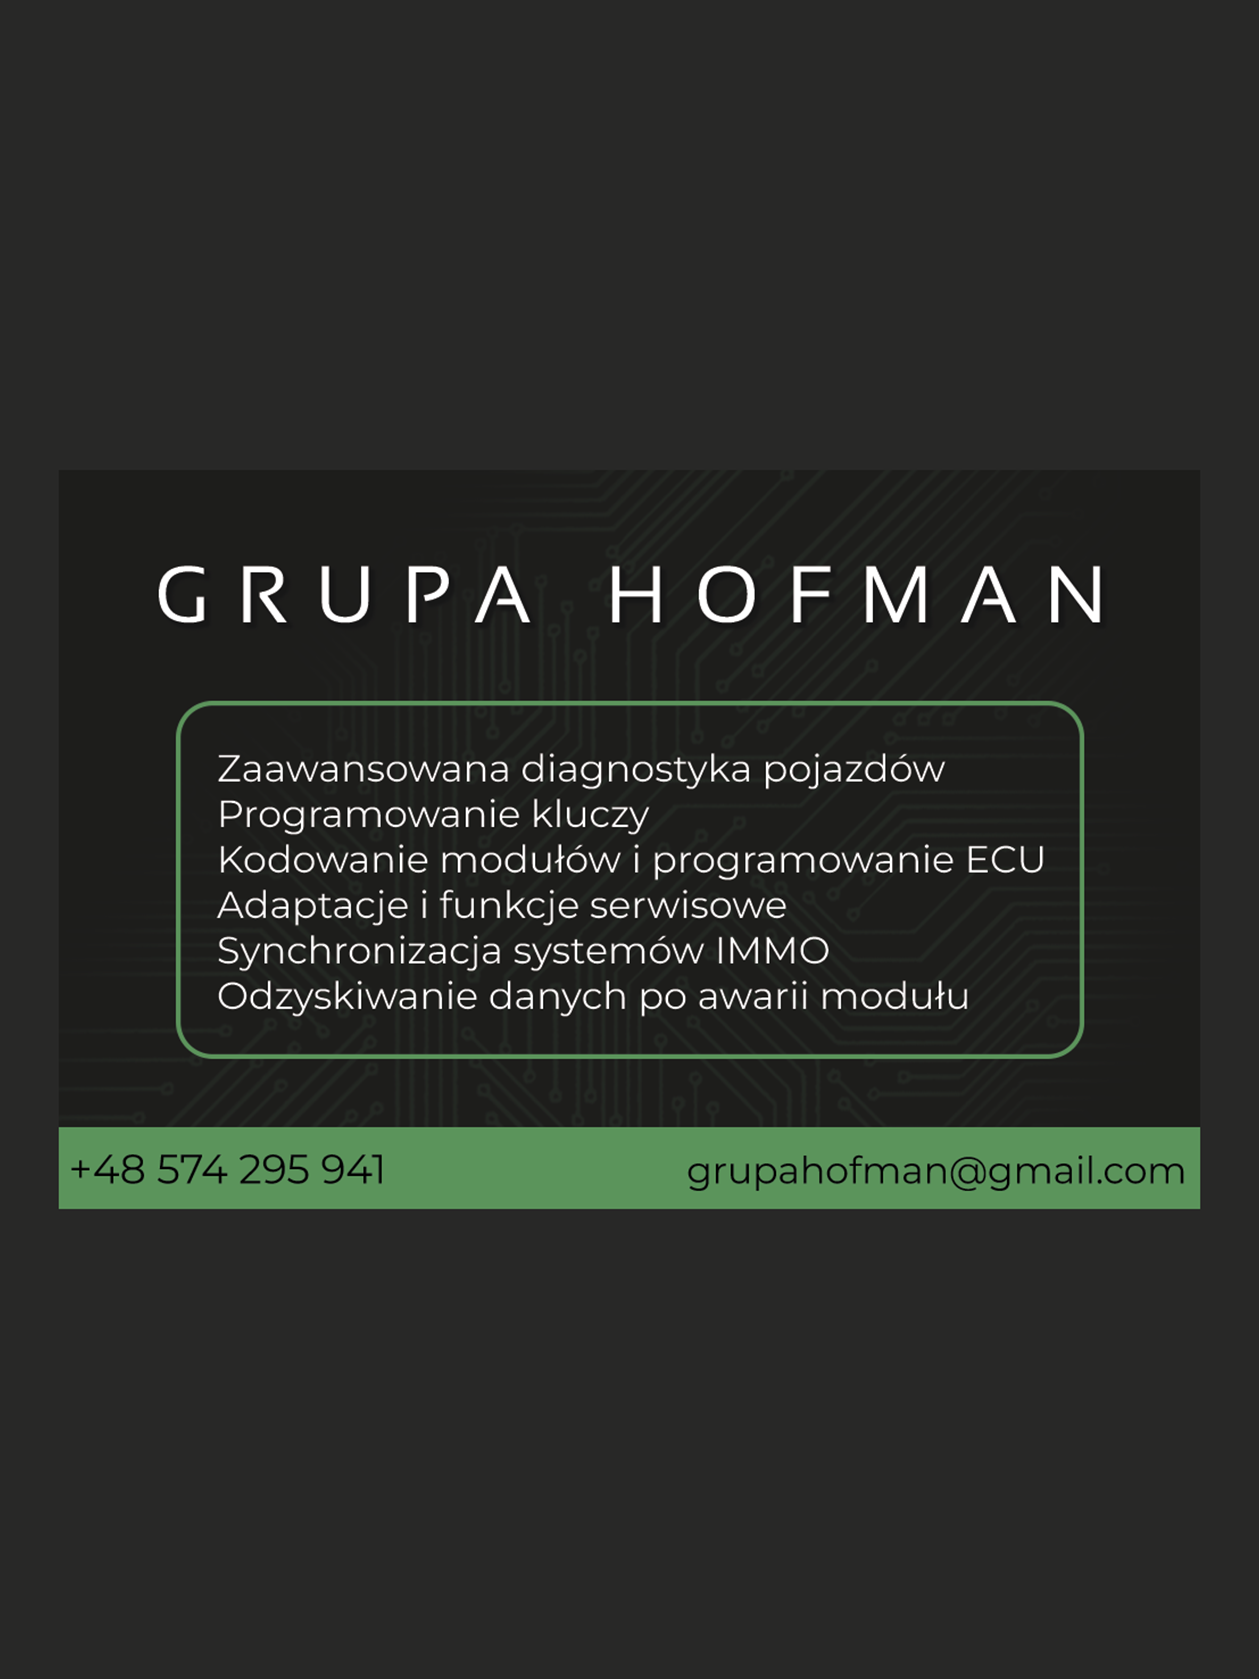 GRUPA HOFMAN
Zaawansowana diagnostyka pojazdów
Programowanie kluczy
Kodowanie modułów i programowanie ECU
Adaptacje i funkcje serwisowe
Synchronizacja systemów IMMO
Odzyskiwanie danych po awarii modułu
+48 574 295 941
grupahofman@gmail.com